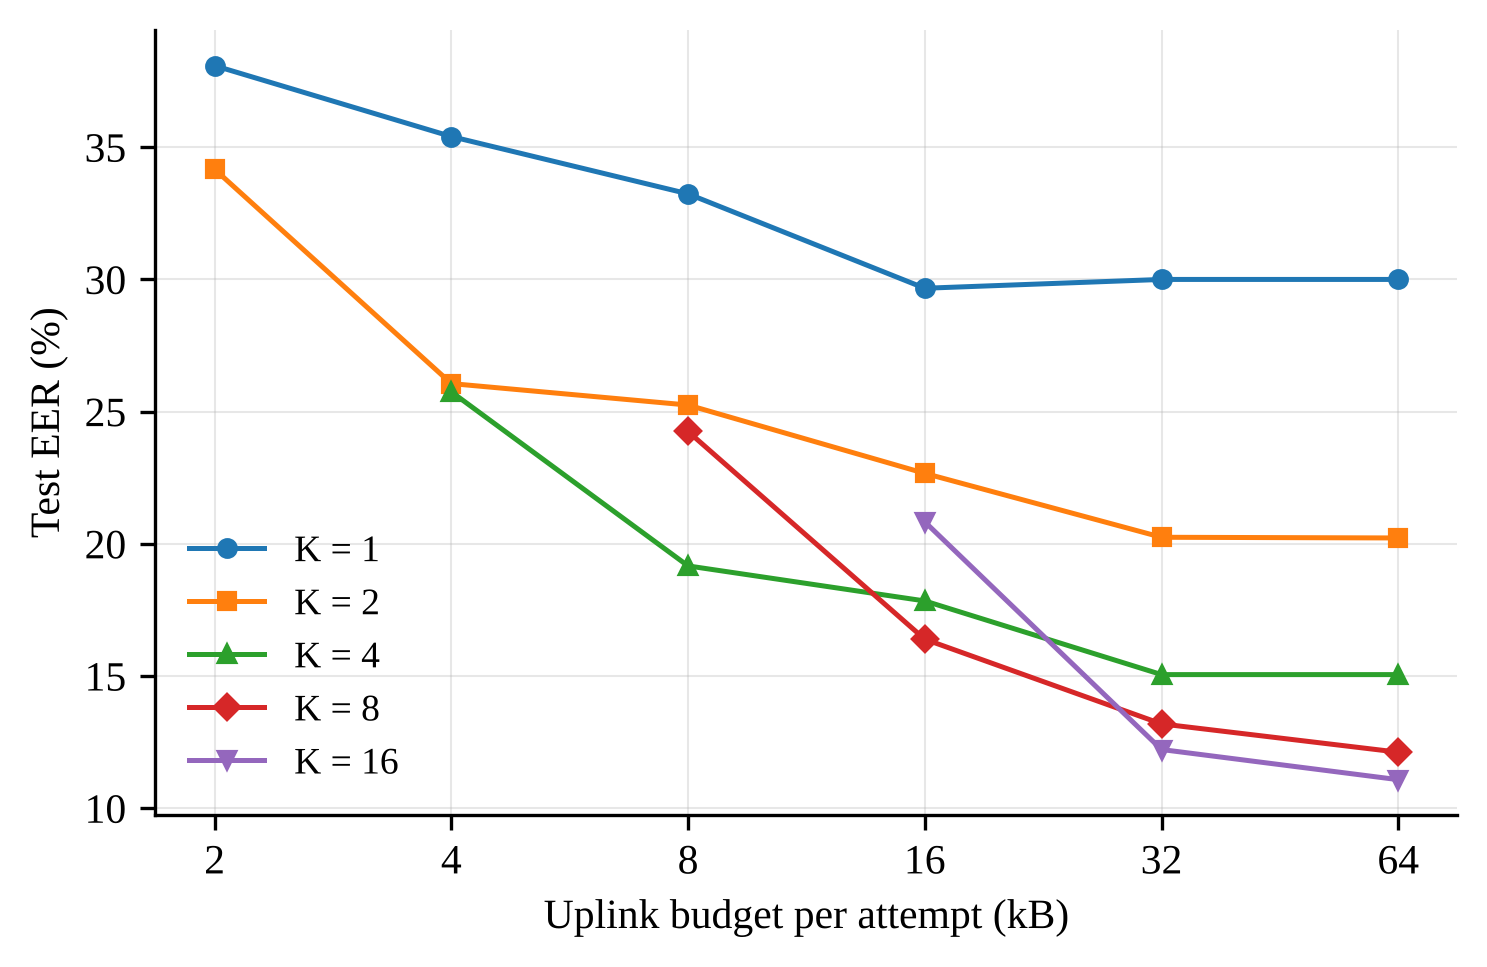 35
30
25
20
15
10
Test EER (%)
K = 1
K = 2
K = 4
K = 8
K = 16
2 4 8 16 32 64
Uplink budget per attempt (kB)